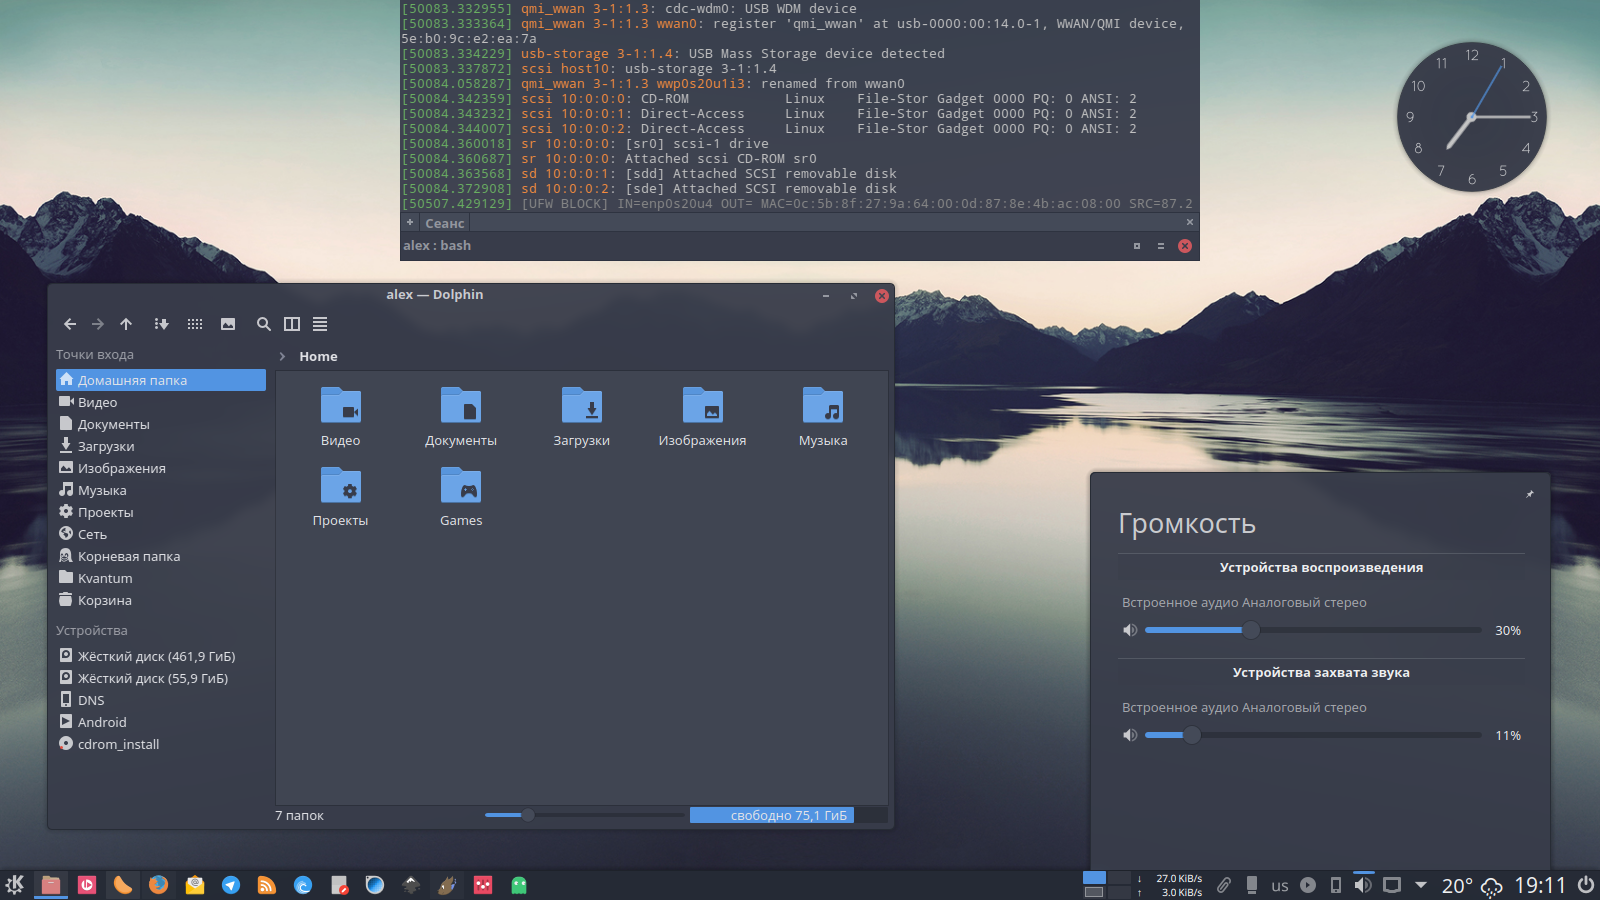 [50083.332955] qmi_wwan 3-1:1.3: cdc-wdm0: USB WDM device
[50083.333364] qmi_wwan 3-1:1.3 wwan0: register 'qmi_wwan' at usb-0000:00:14.0-1, WWAN/QMI device,
5e:b0:9c:e2:ea:7a
[50083.334229] usb-storage 3-1:1.4: USB Mass Storage device detected
[50083.337872] scsi host10: usb-storage 3-1:1.4
[50084.058287] qmi_wwan 3-1:1.3 wwp0s20u1i3: renamed from wwan0
[50084.342359] scsi 10:0:0:0: CD-ROM Linux File-Stor Gadget 0000 PQ: 0 ANSI: 2
[50084.343232] scsi 10:0:0:1: Direct-Access Linux File-Stor Gadget 0000 PQ: 0 ANSI: 2
[50084.344007] scsi 10:0:0:2: Direct-Access Linux File-Stor Gadget 0000 PQ: 0 ANSI: 2
[50084.360018] sr 10:0:0:0: [sr0] scsi-1 drive
[50084.360687] sr 10:0:0:0: Attached scsi CD-ROM sr0
[50084.363568] sd 10:0:0:1: [sdd] Attached SCSI removable disk
[50084.372908] sd 10:0:0:2: [sde] Attached SCSI removable disk
[50507.429129] [UFW BLOCK] IN=enp0s20u4 OUT= MAC=0c:5b:8f:27:9a:64:00:0d:87:8e:4b:ac:08:00 SRC=87.2
Сеанс
alex : bash
12
1
2
3
4
5
6
7
8
9
10
11
alex — Dolphin
Точки входа
Домашняя папка
Видео
Документы
Загрузки
Изображения
Музыка
Проекты
Сеть
Корневая папка
Kvantum
Корзина
Устройства
Жёсткий диск (461,9 ГиБ)
Жёсткий диск (55,9 ГиБ)
DNS
Android
cdrom_install
Home
Видео
Документы
Загрузки
Изображения
Музыка
Проекты
Games
7 папок
свободно 75,1 ГиБ
Громкость
Устройства воспроизведения
Встроенное аудио Аналоговый стерео
30%
Устройства захвата звука
Встроенное аудио Аналоговый стерео
11%
↓ 27.0 KiB/s
↑ 3.0 KiB/s
us
20°
19:11